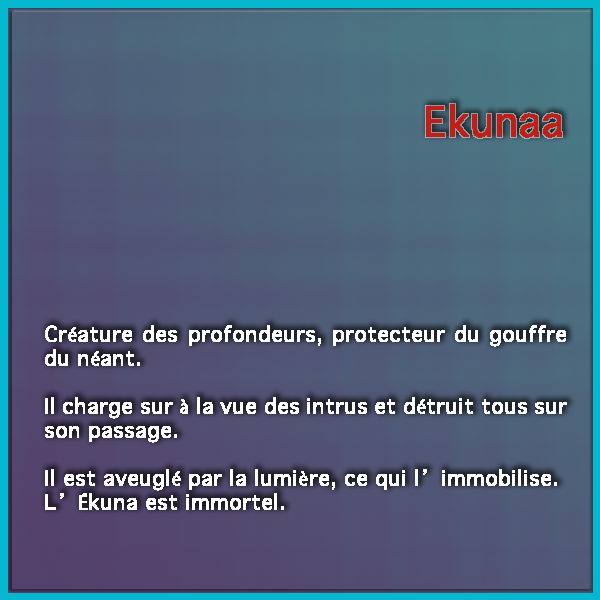 Ekunaa
Créature des profondeurs, protecteur du gouffre
du néant.
Il charge sur à la vue des intrus et détruit tous sur
son passage.
Il est aveuglé par la lumière, ce qui l’immobilise.
L’Ekuna est immortel.